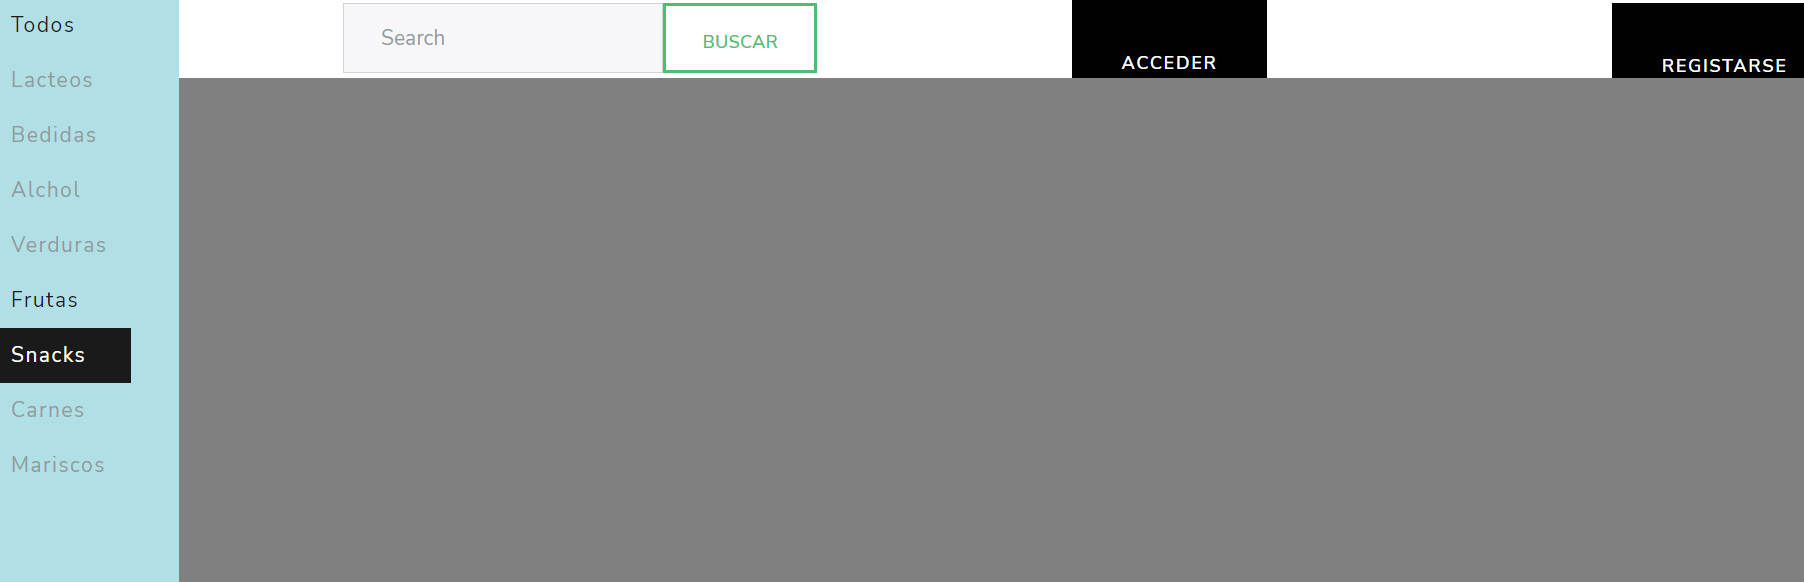 Todos
Lacteos
Bedidas
Alchol
Verduras
Frutas
Snacks
Carnes
Mariscos
Search
BUSCAR
ACCEDER
REGISTARSE